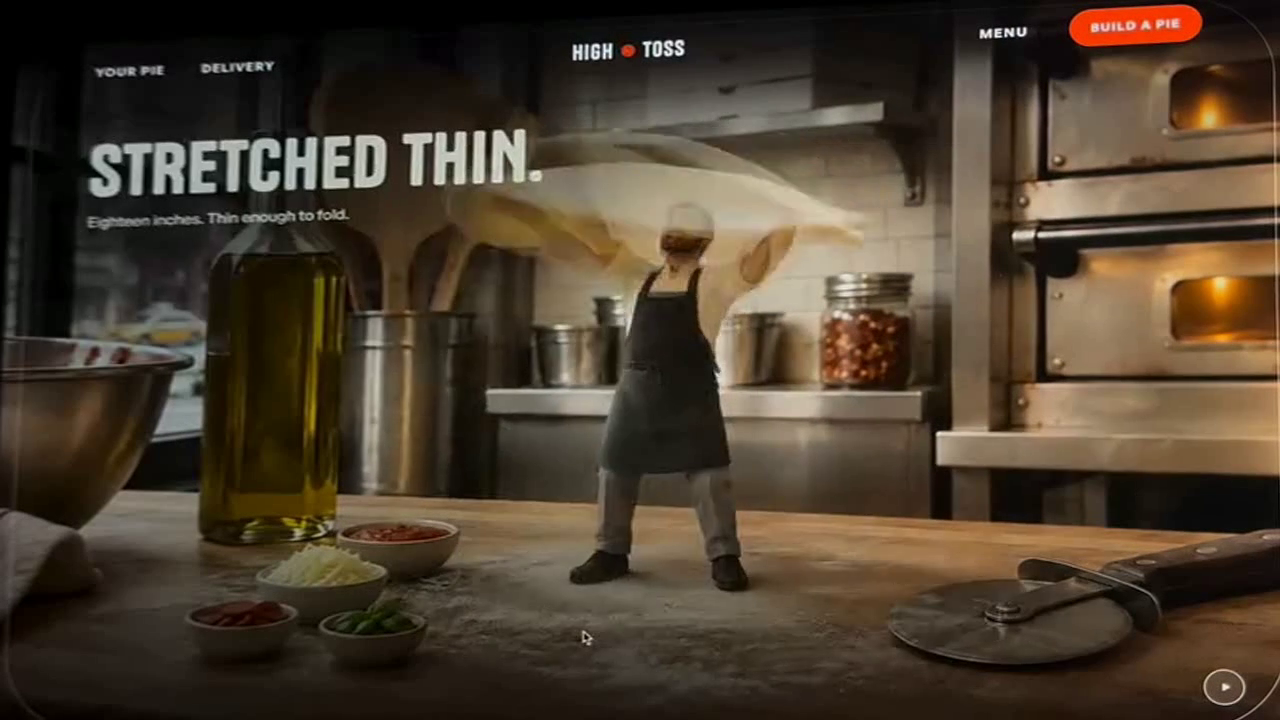 YOUR PIE DELIVERY HIGH TOSS MENU BUILD A PIE
STRETCHED THIN.
Eighteen inches. Thin enough to fold.